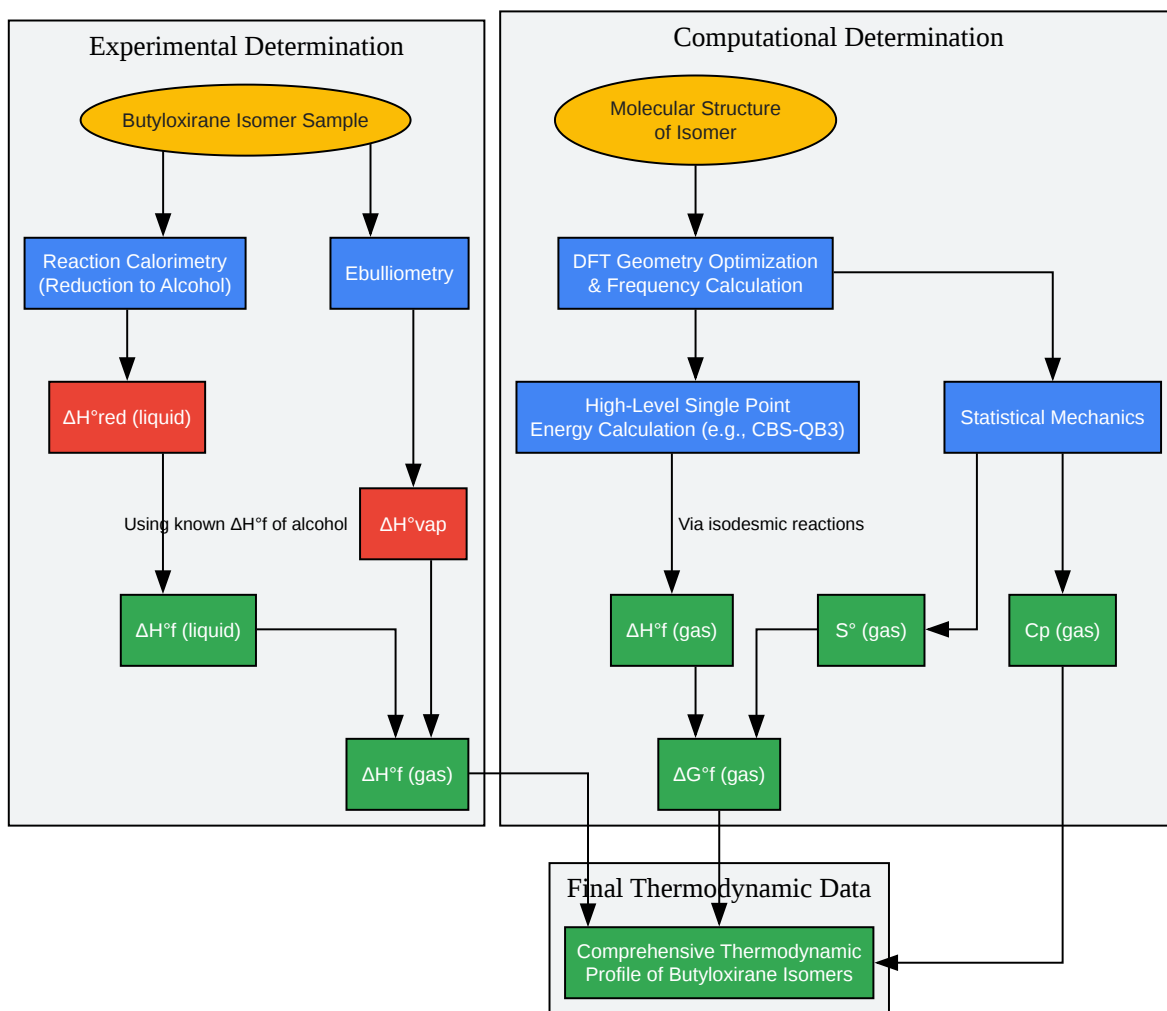 Experimental Determination
Butyloxirane Isomer Sample
Reaction Calorimetry
(Reduction to Alcohol)
Ebulliometry
ΔH°red (liquid)
Using known ΔH°f of alcohol
ΔH°vap
ΔH°f (liquid)
ΔH°f (gas)
Computational Determination
Molecular Structure
of Isomer
DFT Geometry Optimization
& Frequency Calculation
High-Level Single Point
Energy Calculation (e.g., CBS-QB3)
Statistical Mechanics
Via isodesmic reactions
ΔH°f (gas)
S° (gas)
Cp (gas)
ΔG°f (gas)
Final Thermodynamic Data
Comprehensive Thermodynamic
Profile of Butyloxirane Isomers